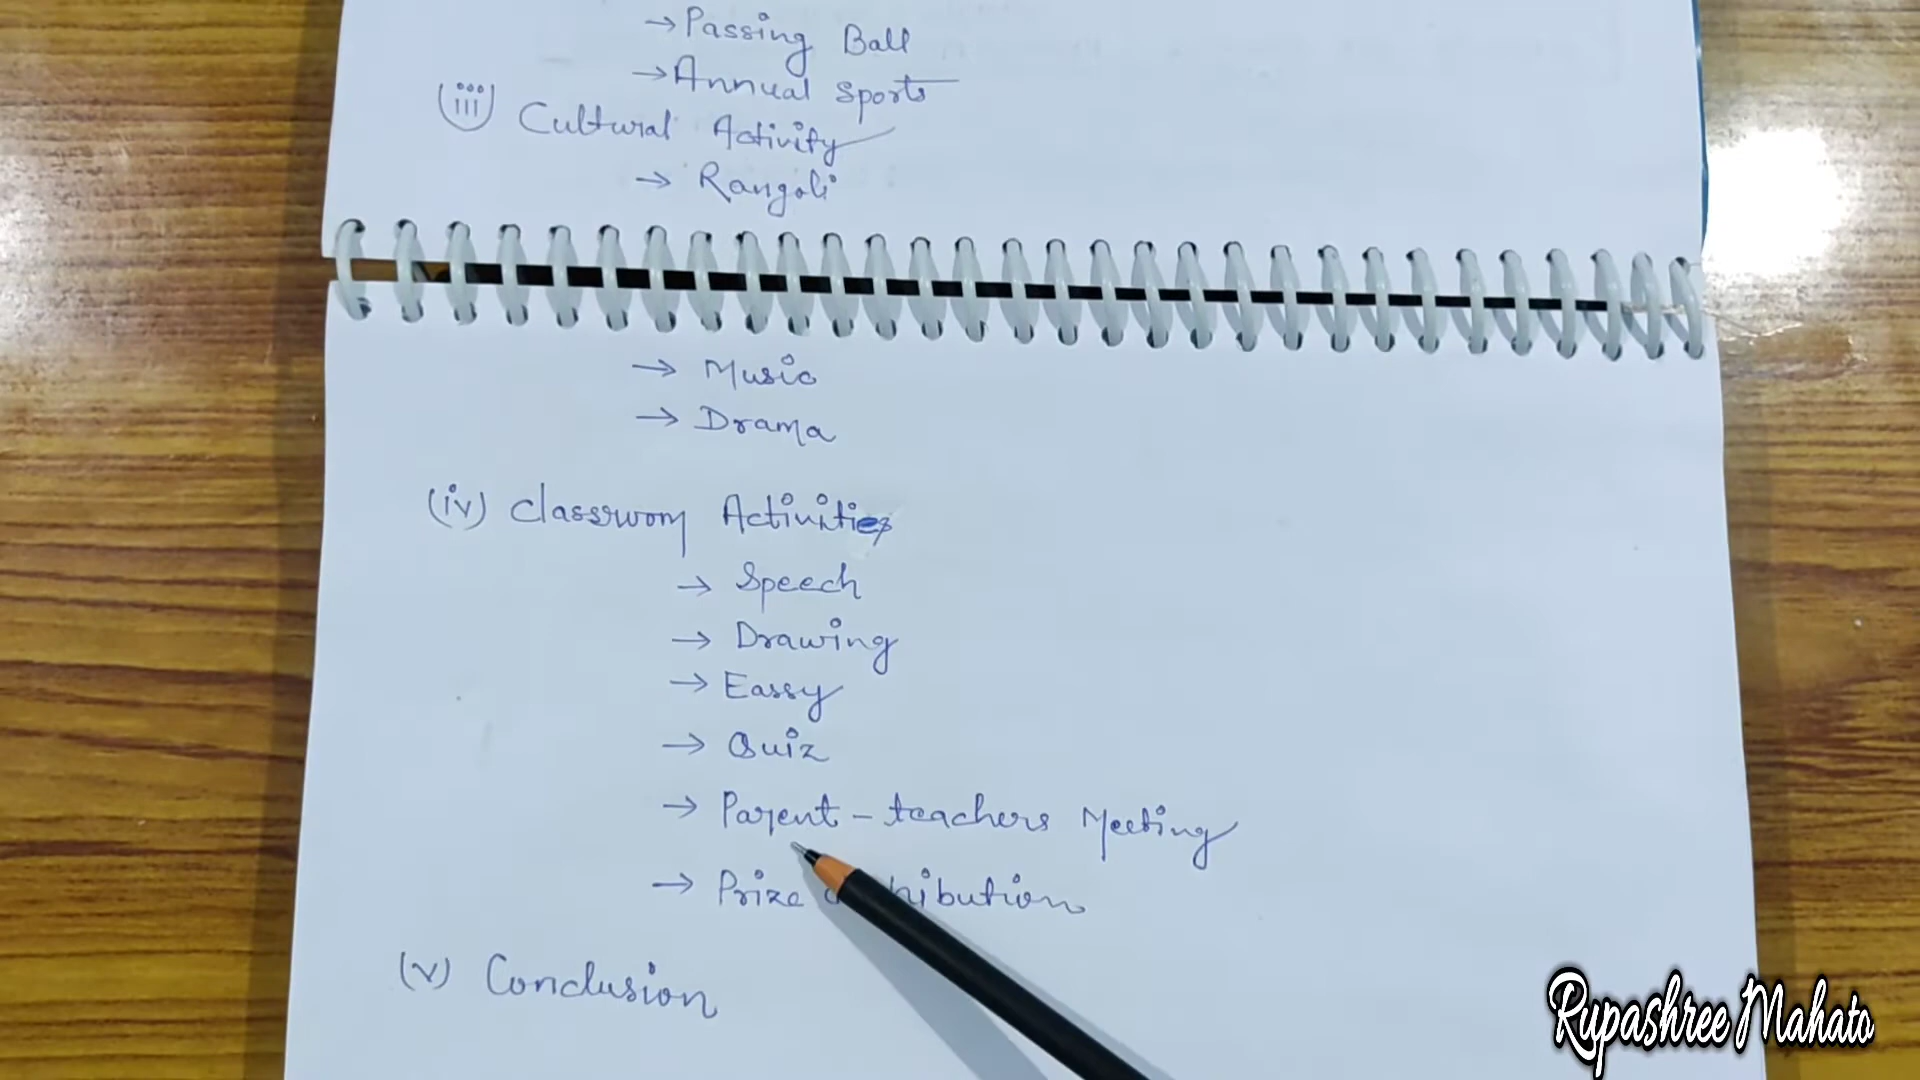 → Passing Ball
→ Annual Sports
(iii) Cultural Activity
→ Rangoli
→ Music
→ Drama
(iv) Classroom Activities
→ Speech
→ Drawing
→ Eassy
→ Quiz
→ Parent - teachers Meeting
→ Prize
(v) Conclusion
Rupashree Mahato